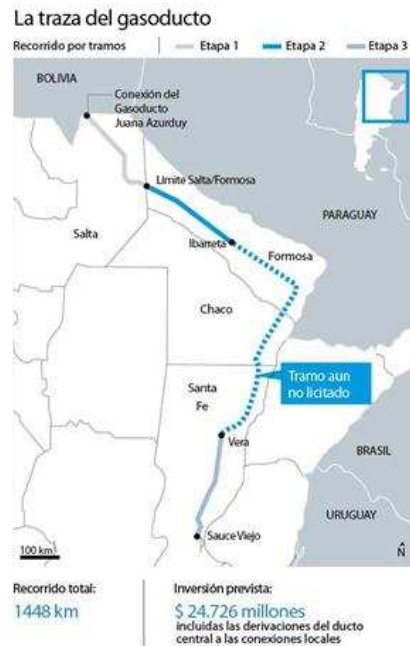 La traza del gasoducto
Recorrido por tramos
Etapa 1
Etapa 2
Etapa 3
BOLIVIA
Conexión del
Gasoducto
Juana Azurduy
Límite Salta/Formosa
PARAGUAY
Salta
Ibarreta
Formosa
Chaco
Tramo aun
no licitado
Santa
Fe
Vera
BRASIL
URUGUAY
Sauce Viejo
100 km
N
Recorrido total:
1448 km
Inversión prevista:
$ 24.726 millones
incluidas las derivaciones del ducto
central a las conexiones locales